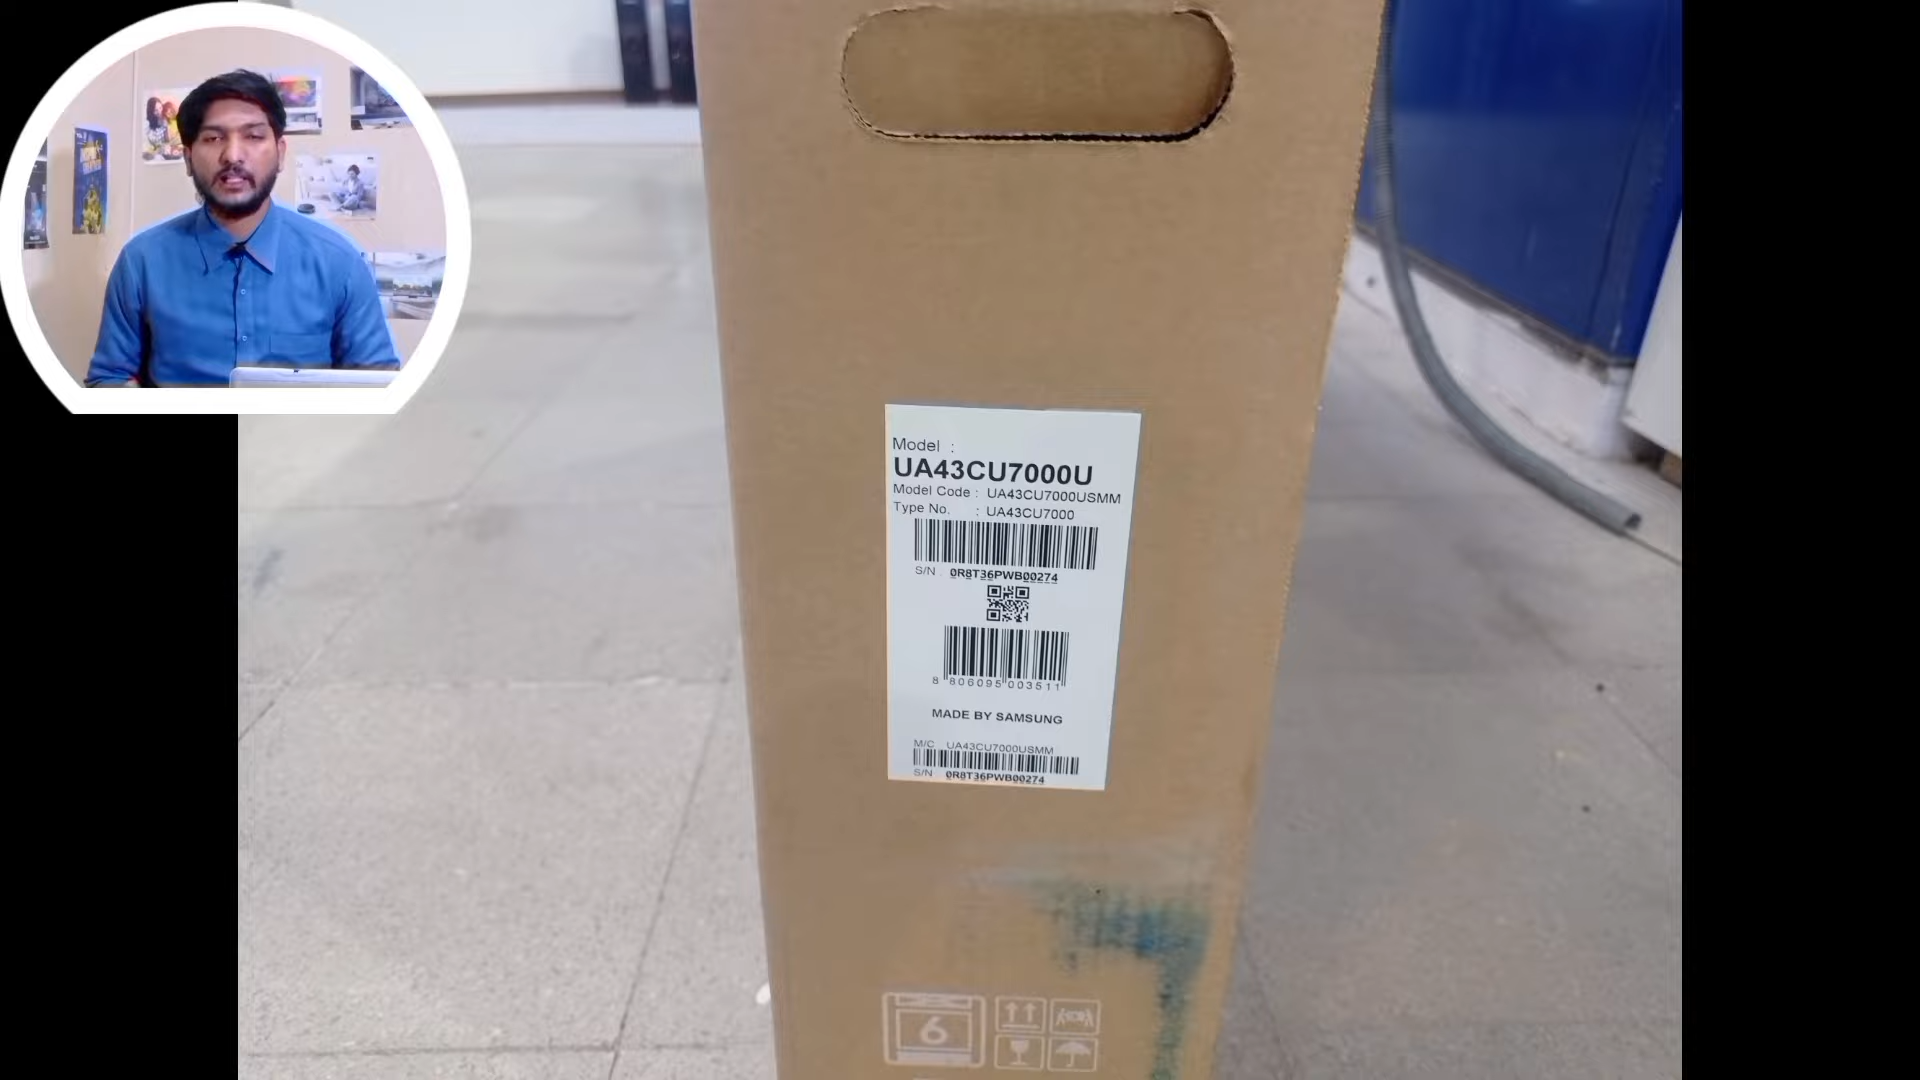 Model :
UA43CU7000U
Model Code : UA43CU7000USMM
Type No. : UA43CU7000
S/N : 0R8T36PWB00274
8 806095 003511
MADE BY SAMSUNG
M/C UA43CU7000USMM
S/N 0R8T36PWB00274
6